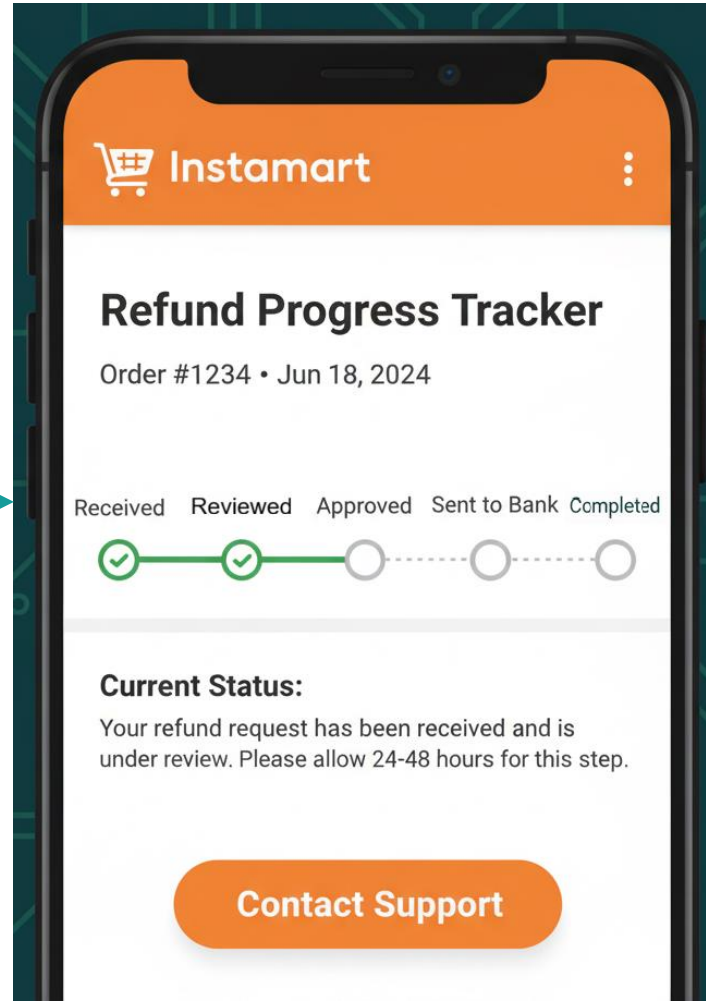 Instamart
Refund Progress Tracker
Order #1234 • Jun 18, 2024
Received Reviewed Approved Sent to Bank Completed
Current Status:
Your refund request has been received and is
under review. Please allow 24-48 hours for this step.
Contact Support